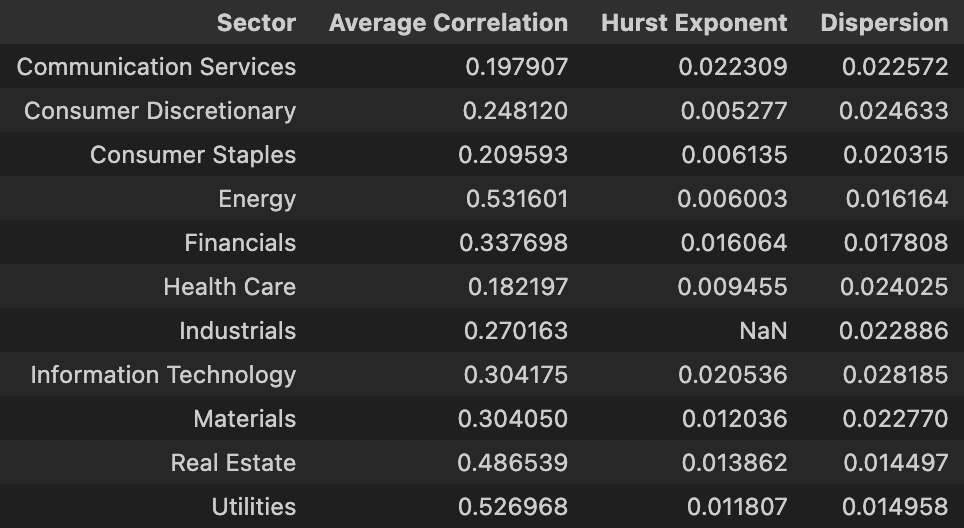 Sector Average Correlation Hurst Exponent Dispersion
Communication Services 0.197907 0.022309 0.022572
Consumer Discretionary 0.248120 0.005277 0.024633
Consumer Staples 0.209593 0.006135 0.020315
Energy 0.531601 0.006003 0.016164
Financials 0.337698 0.016064 0.017808
Health Care 0.182197 0.009455 0.024025
Industrials 0.270163 NaN 0.022886
Information Technology 0.304175 0.020536 0.028185
Materials 0.304050 0.012036 0.022770
Real Estate 0.486539 0.013862 0.014497
Utilities 0.526968 0.011807 0.014958